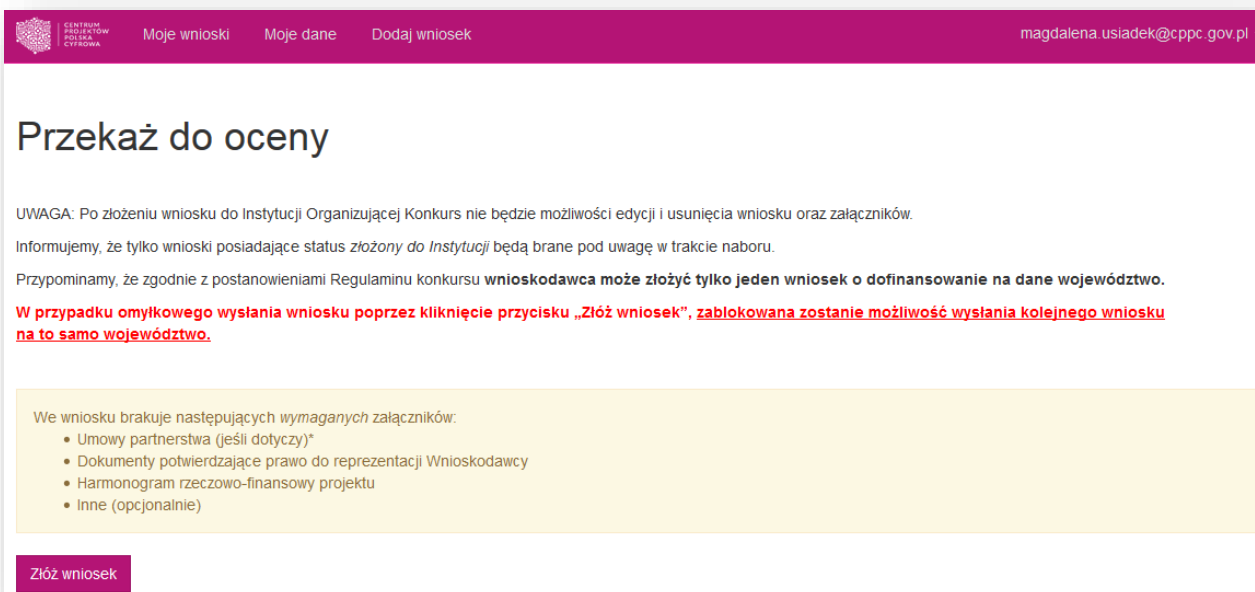 CENTRUM
PROJEKTÓW
POLSKA
CYFROWA
Moje wnioski Moje dane Dodaj wniosek magdalena.usiadek@cppc.gov.pl
Przekaż do oceny
UWAGA: Po złożeniu wniosku do Instytucji Organizującej Konkurs nie będzie możliwości edycji i usunięcia wniosku oraz załączników.
Informujemy, że tylko wnioski posiadające status złożony do Instytucji będą brane pod uwagę w trakcie naboru.
Przypominamy, że zgodnie z postanowieniami Regulaminu konkursu wnioskodawca może złożyć tylko jeden wniosek o dofinansowanie na dane województwo.
W przypadku omyłkowego wysłania wniosku poprzez kliknięcie przycisku „Złóż wniosek”, zablokowana zostanie możliwość wysłania kolejnego wniosku
na to samo województwo.
We wniosku brakuje następujących wymaganych załączników:
• Umowy partnerstwa (jeśli dotyczy)*
• Dokumenty potwierdzające prawo do reprezentacji Wnioskodawcy
• Harmonogram rzeczowo-finansowy projektu
• Inne (opcjonalnie)
Złóż wniosek